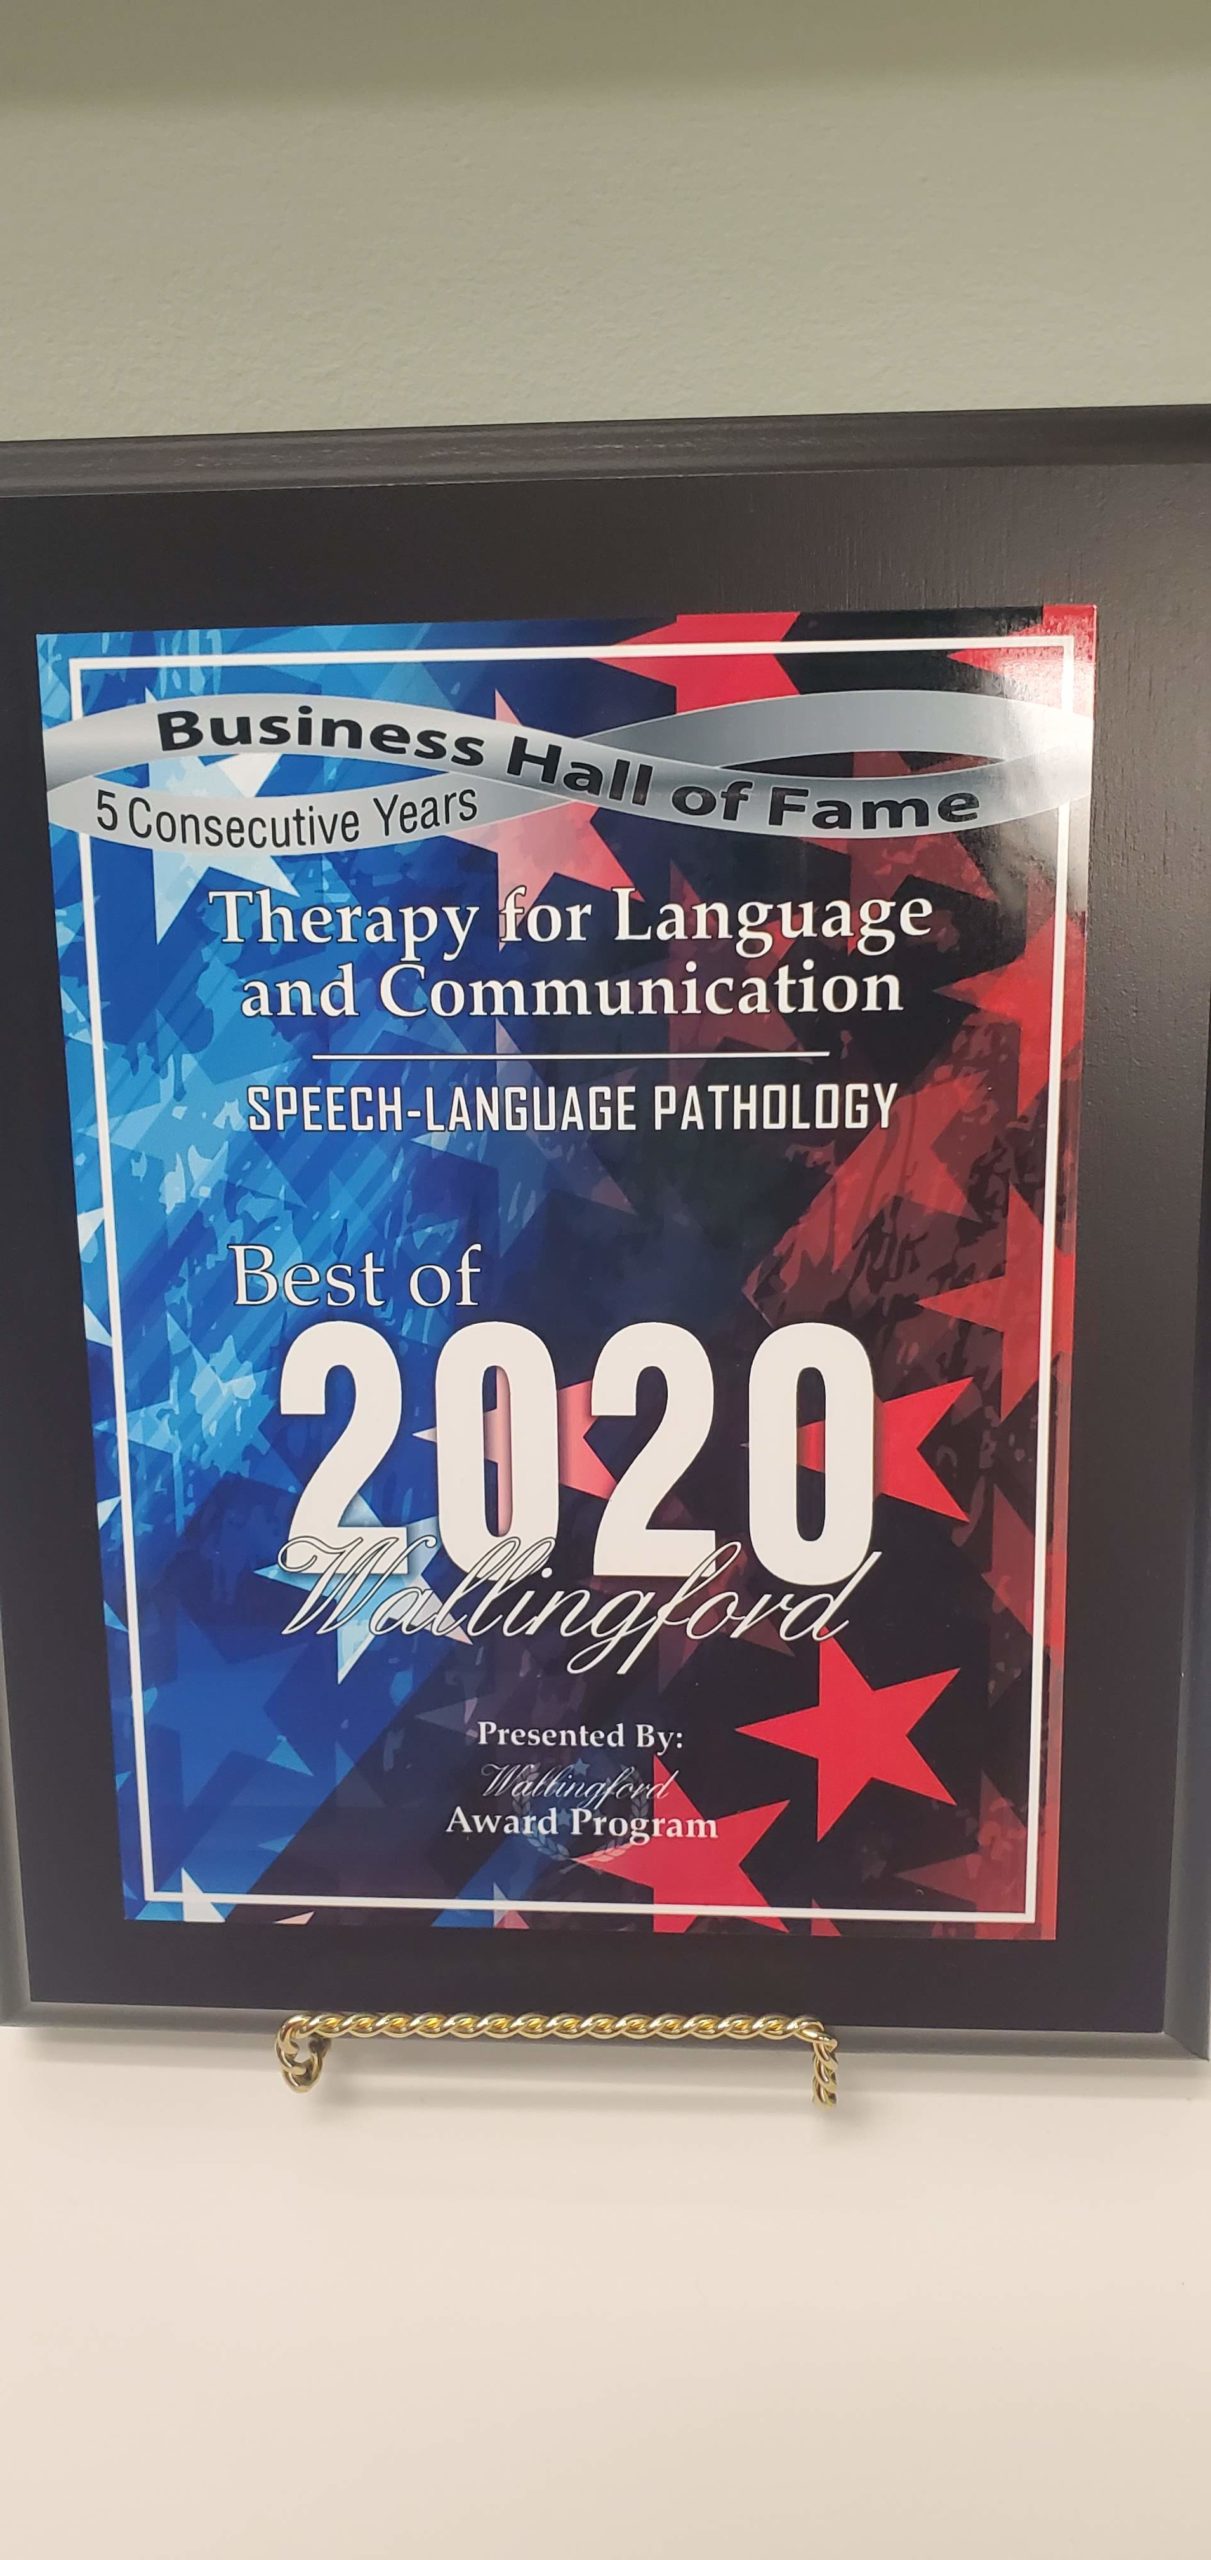 Business Hall of Fame
5 Consecutive Years
Therapy for Language
and Communication
SPEECH-LANGUAGE PATHOLOGY
Best of
2020
Wallingford
Presented By:
Wallingford
Award Program